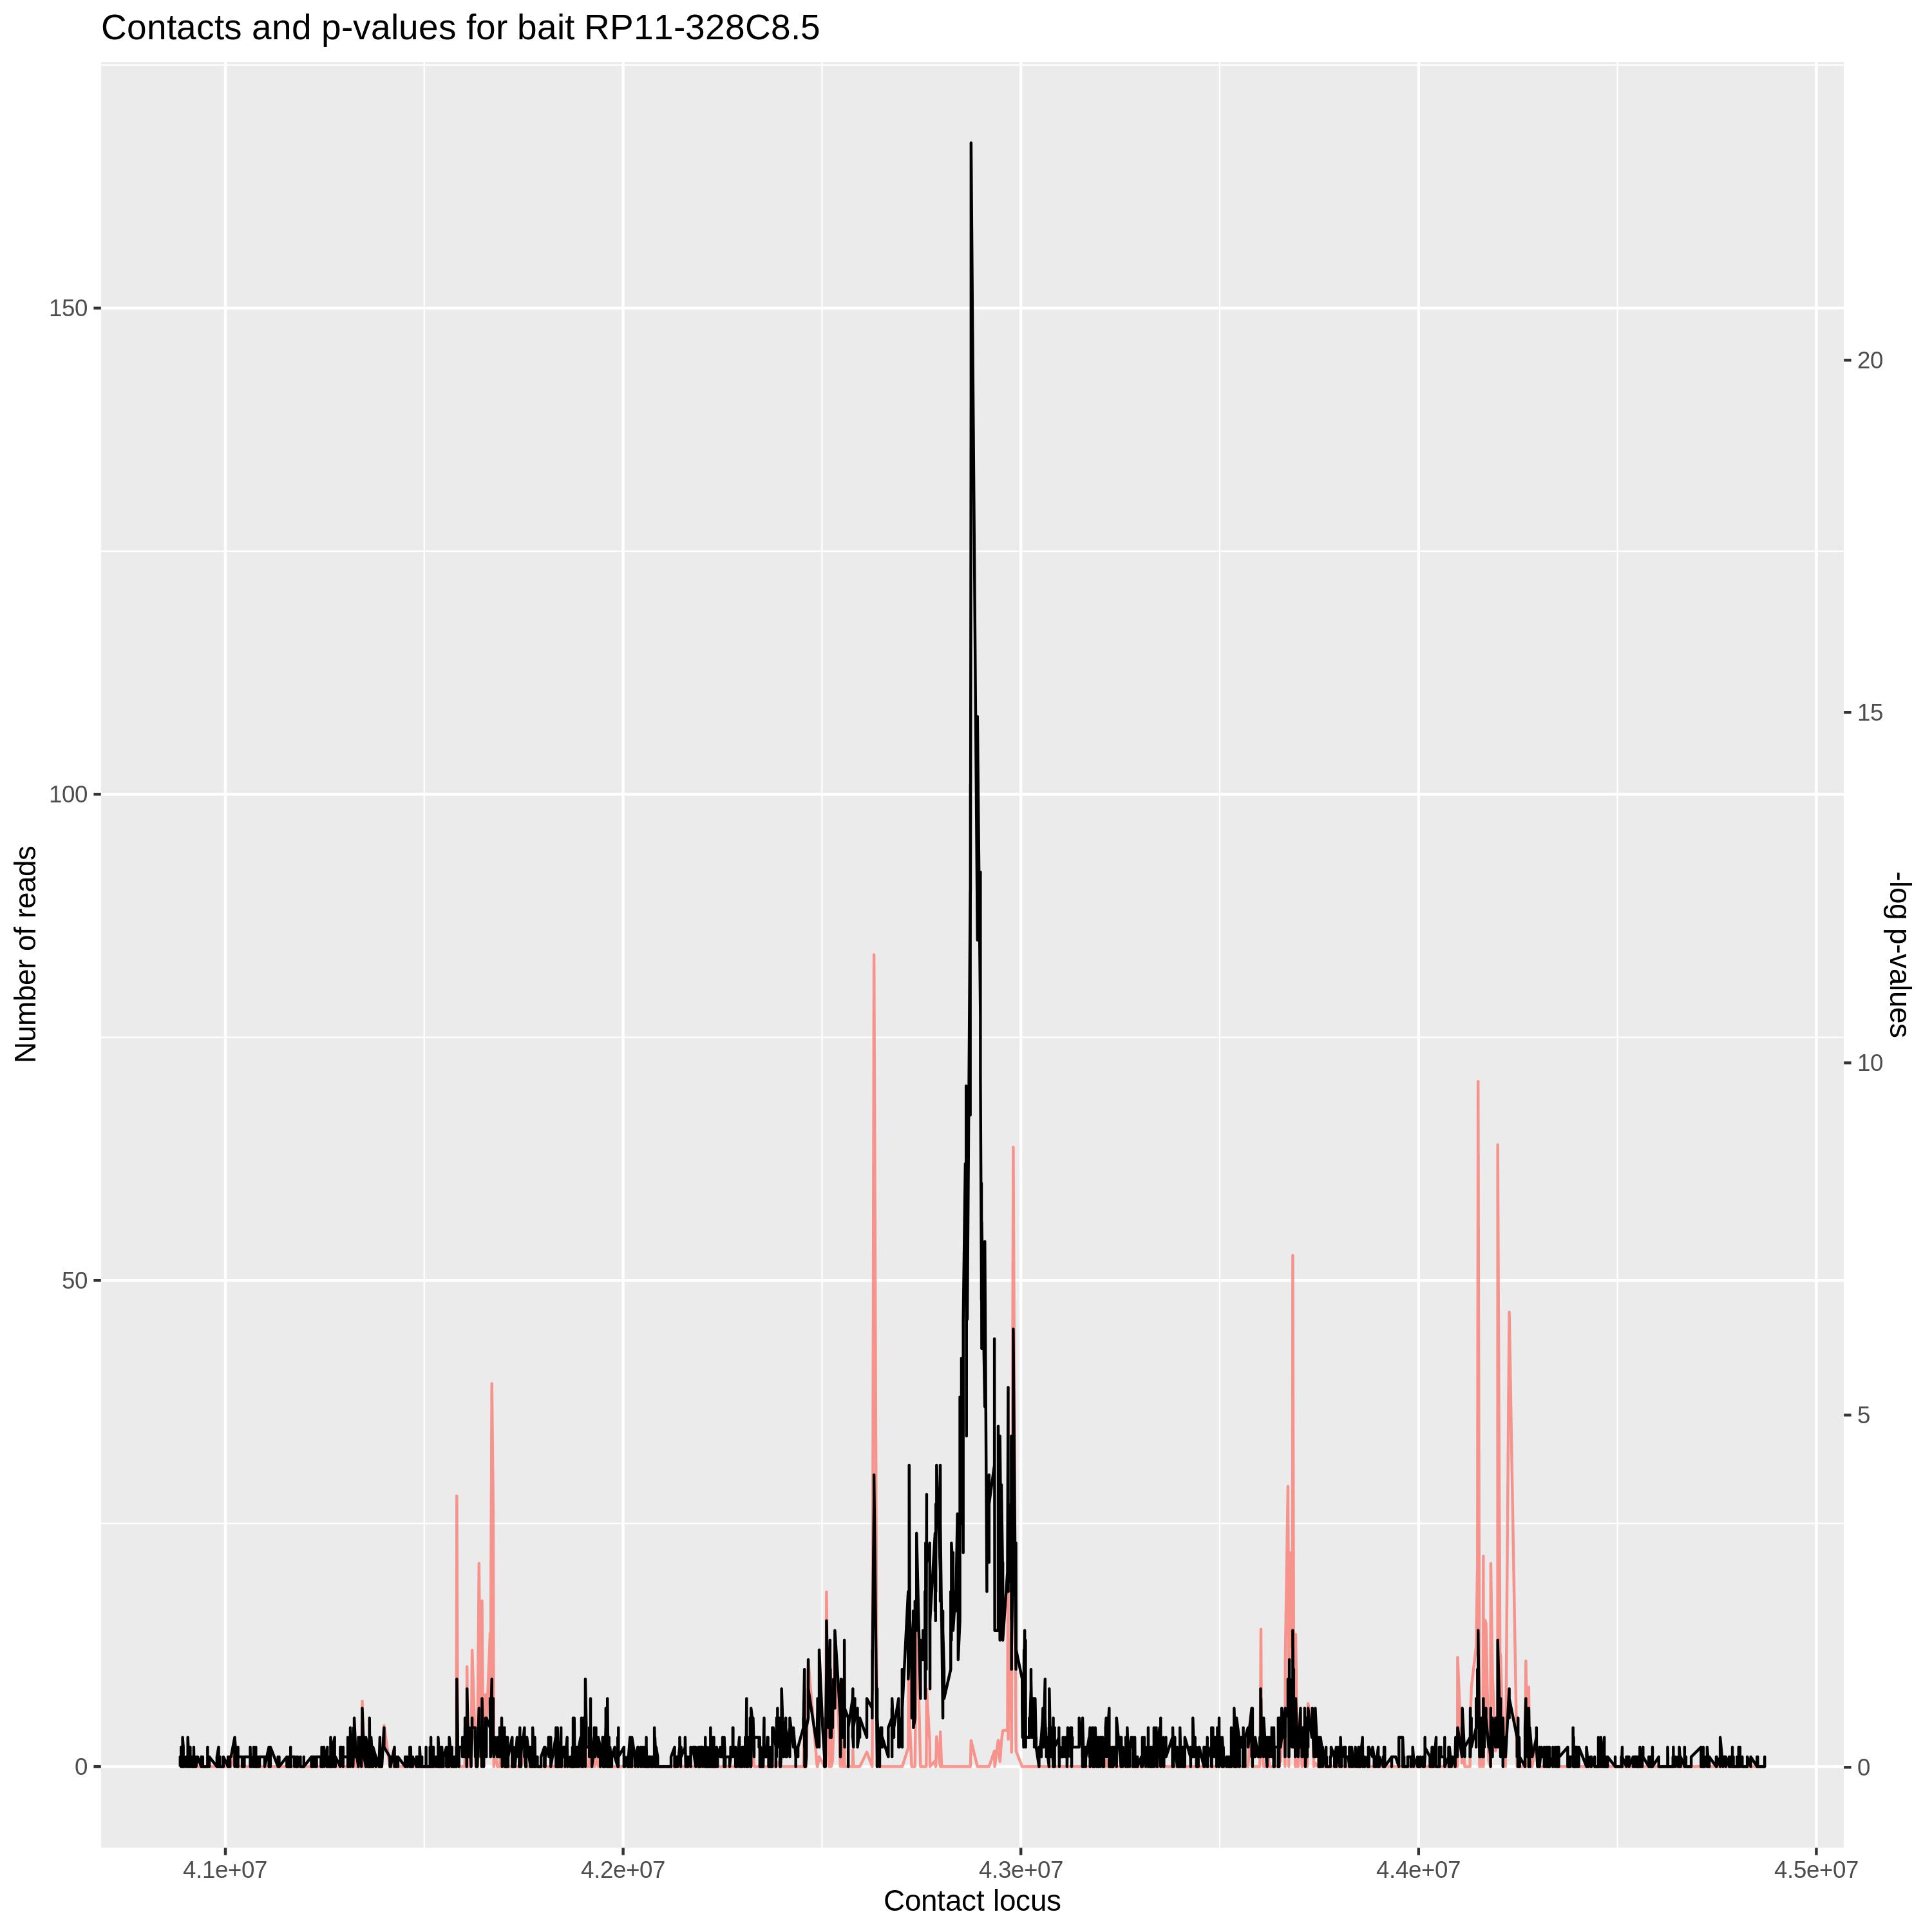 Contacts and p-values for bait RP11-328C8.5
150
100
50
0
Number of reads
20
15
10
5
0
-log p-values
4.1e+07
4.2e+07
4.3e+07
4.4e+07
4.5e+07
Contact locus